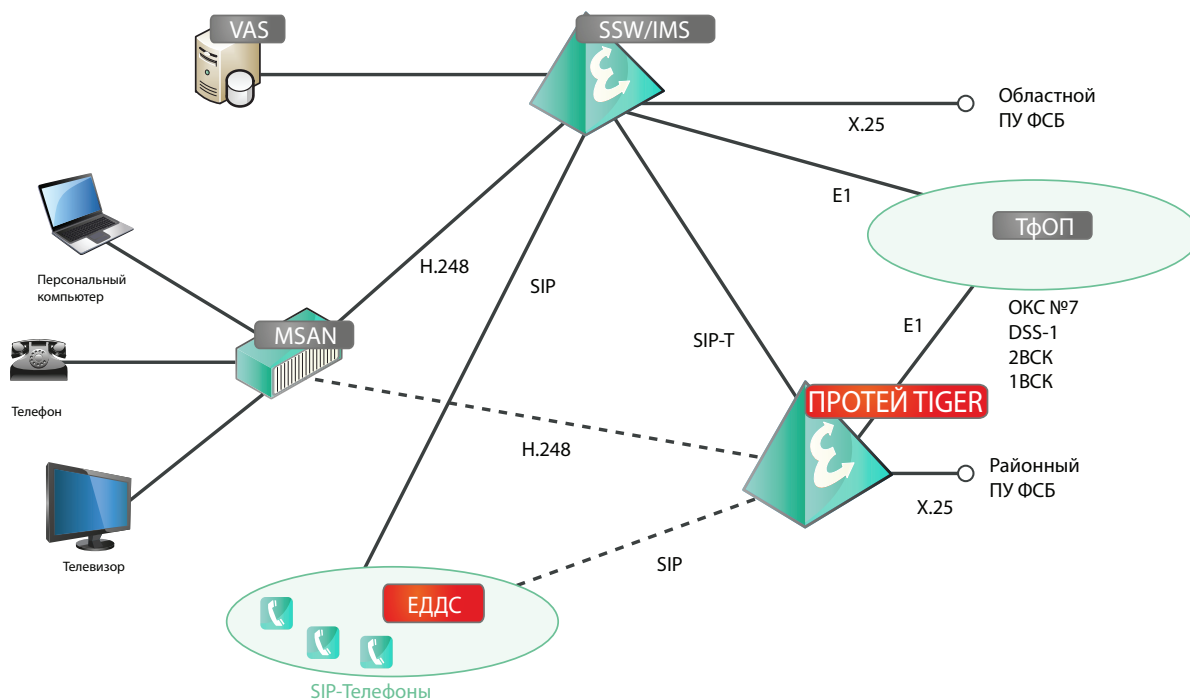 VAS
SSW/IMS
Областной
ПУ ФСБ
X.25
E1
ТфОП
H.248
SIP
Персональный
компьютер
MSAN
SIP-T
E1
ОКС №7
DSS-1
2ВСК
1ВСК
ПРОТЕЙ TIGER
Телефон
H.248
Районный
ПУ ФСБ
X.25
Телевизор
SIP
ЕДДС
SIP-Телефоны